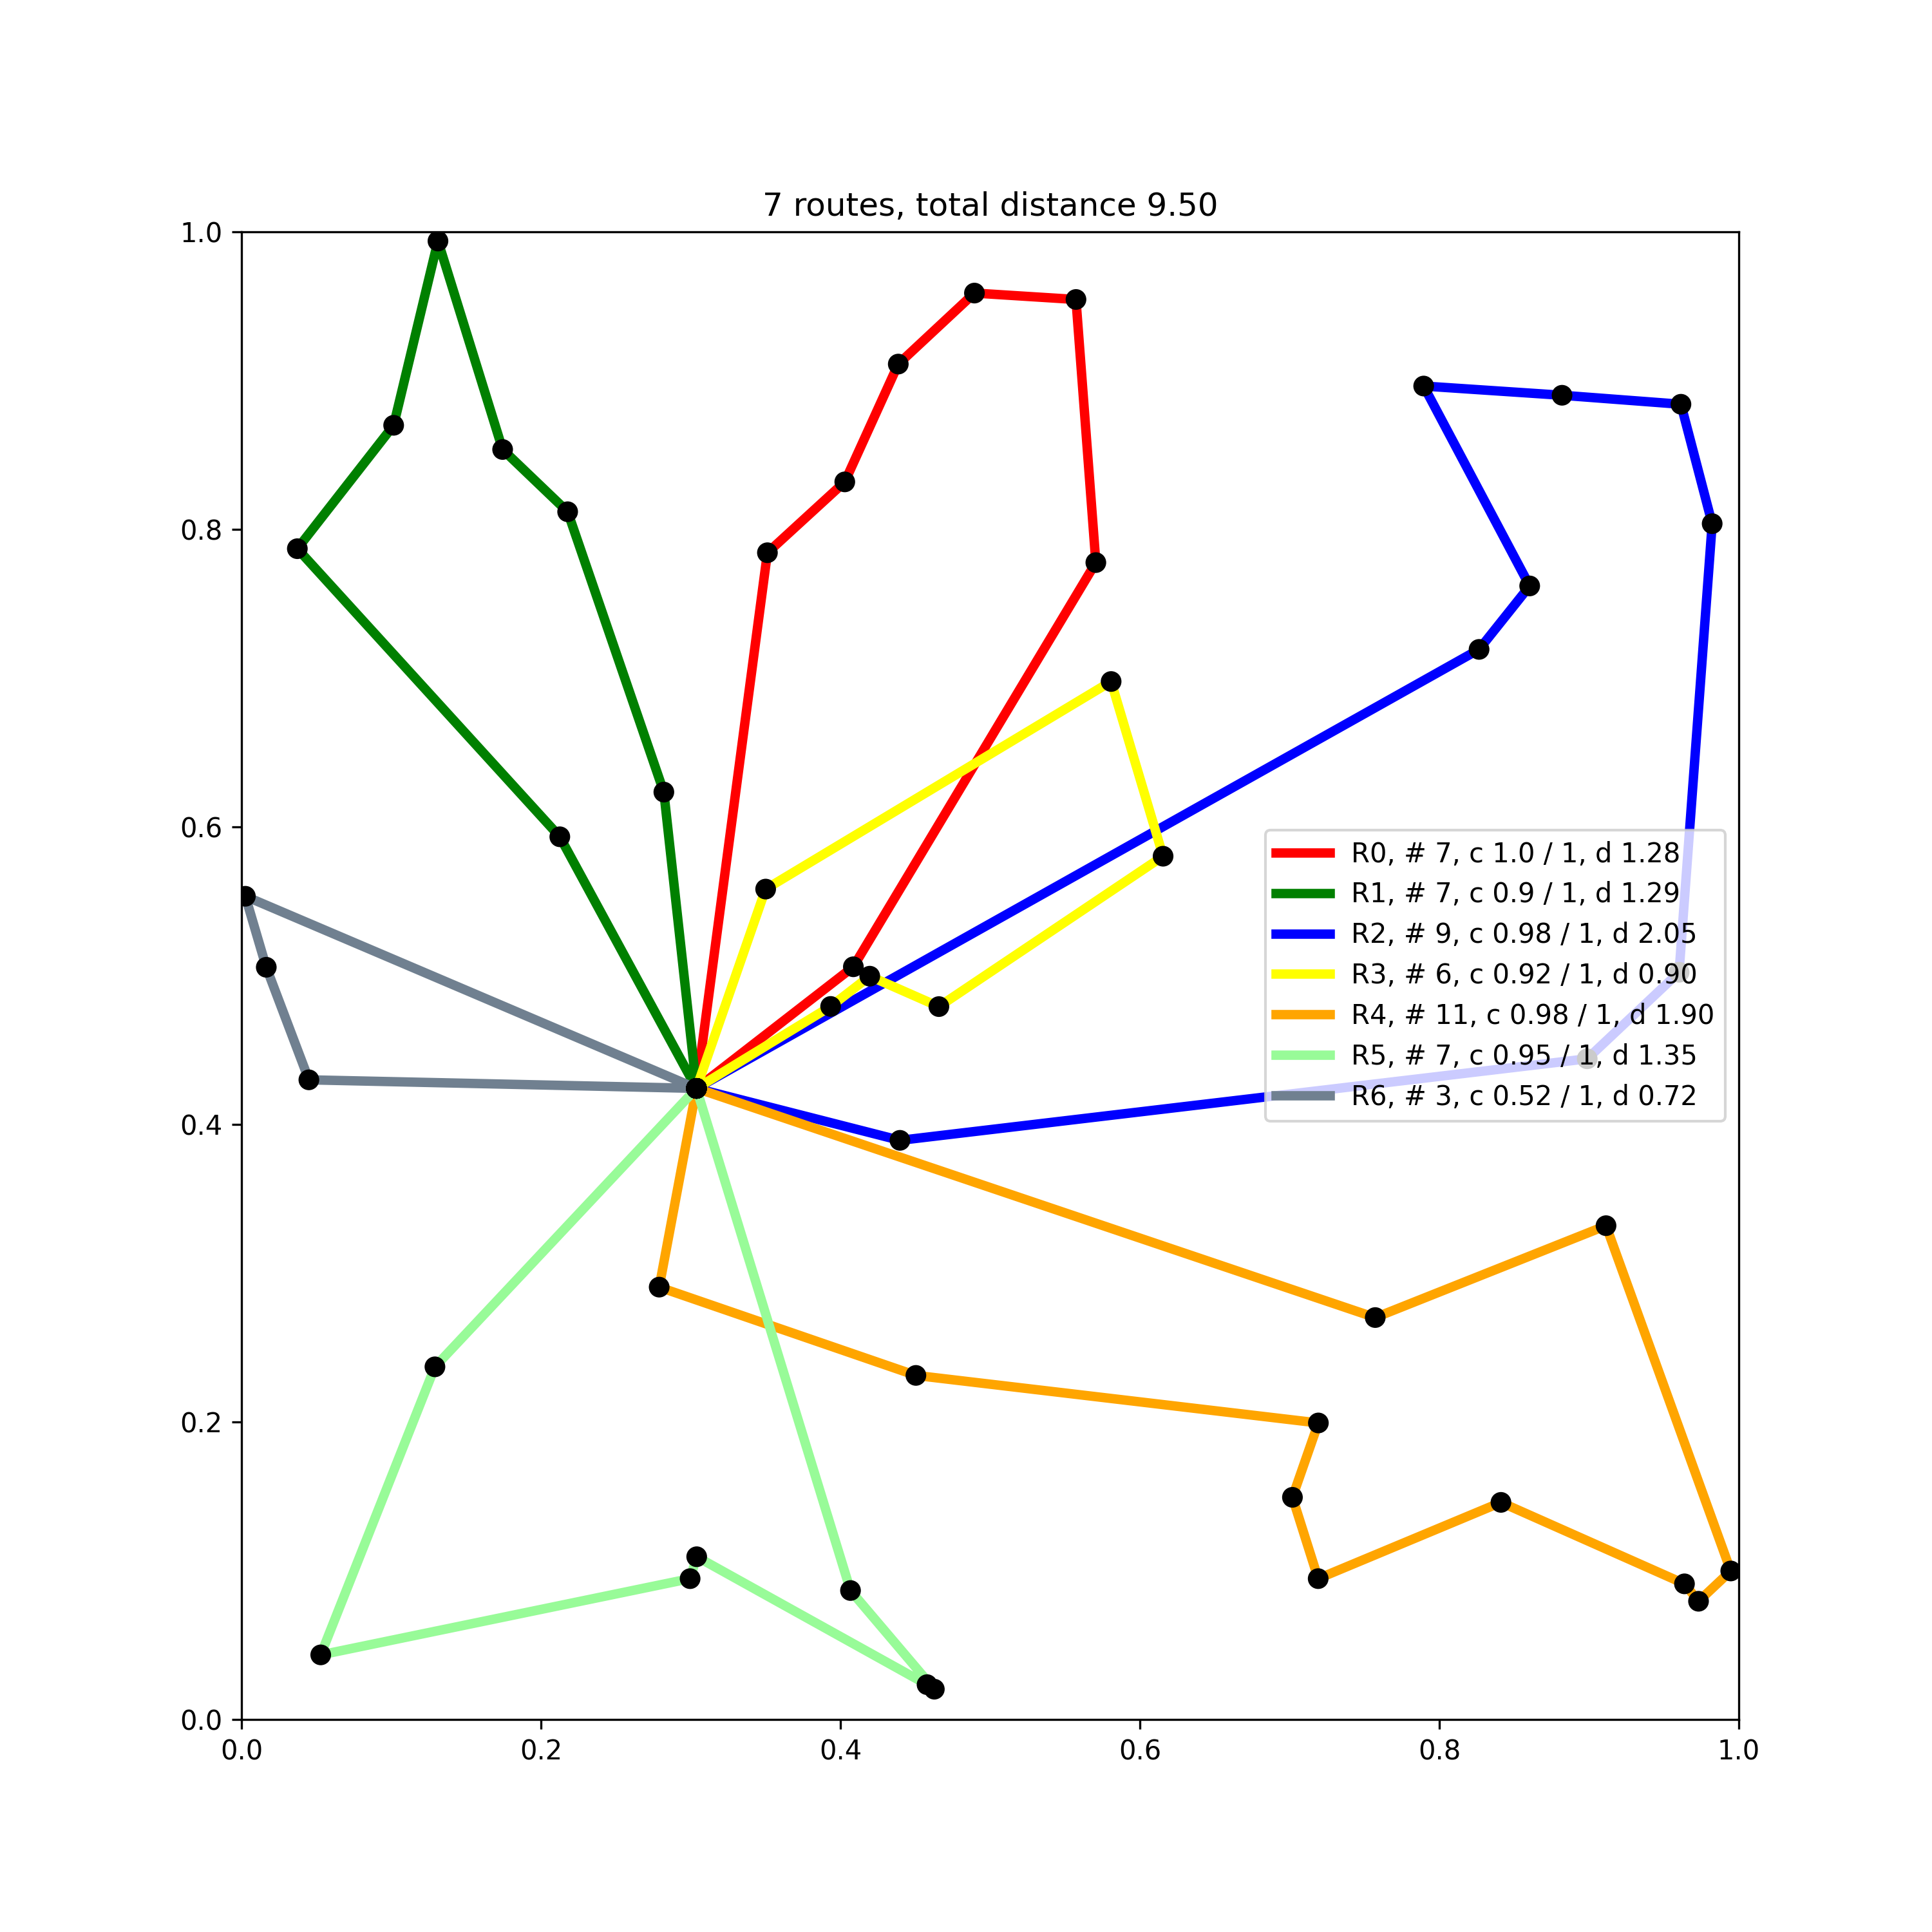 7 routes, total distance 9.50
1.0
0.8
0.6
0.4
0.2
0.0
R0, # 7, c 1.0 / 1, d 1.28
R1, # 7, c 0.9 / 1, d 1.29
R2, # 9, c 0.98 / 1, d 2.05
R3, # 6, c 0.92 / 1, d 0.90
R4, # 11, c 0.98 / 1, d 1.90
R5, # 7, c 0.95 / 1, d 1.35
R6, # 3, c 0.52 / 1, d 0.72
0.0 0.2 0.4 0.6 0.8 1.0